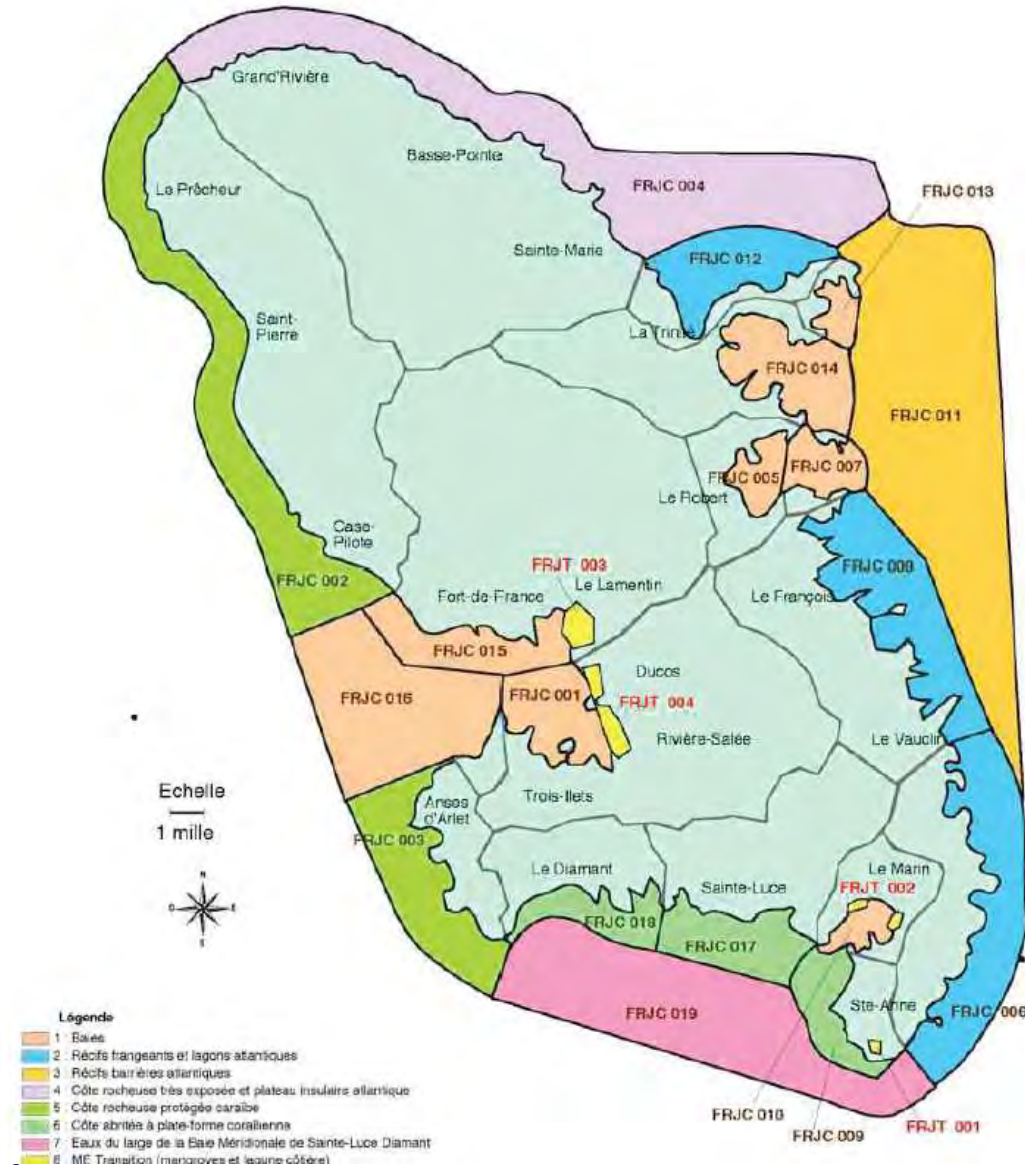 Grand'Rivière
Basse-Pointe
FRJC 004
FRJC 013
Le Prêcheur
Sainte-Marie
FRJC 012
Saint-
Pierre
La Trinité
FRJC 014
FRJC 011
FRJC 005
FRJC 007
Le Robert
Case-
Pilote
FRJC 002
FRJT 003
Le Lamentin
FRJC 008
Fort-de-France
Le François
FRJC 015
FRJC 016
FRJC 001
Ducos
FRJT 004
Rivière-Salée
Le Vauclin
Echelle
1 mille
Anses
d'Arlet
Trois-Ilets
FRJC 003
Le Diamant
Sainte-Luce
Le Marin
FRJT 002
N
O
E
S
FRJC 018
FRJC 017
FRJC 019
Ste-Anne
FRJC 006
FRJC 010
FRJC 009
FRJT 001
Légende
1 : Baies
2 : Récifs frangeants et lagons atlantiques
3 : Récifs barrières atlantiques
4 : Côte rocheuse très exposée et plateau insulaire atlantique
5 : Côte rocheuse protégée caraïbe
6 : Côte abritée à plate-forme corallienne
7 : Eaux du large de la Baie Méridionale de Sainte-Luce Diamant
8 : ME Transition (mangroves et lagune côtière)